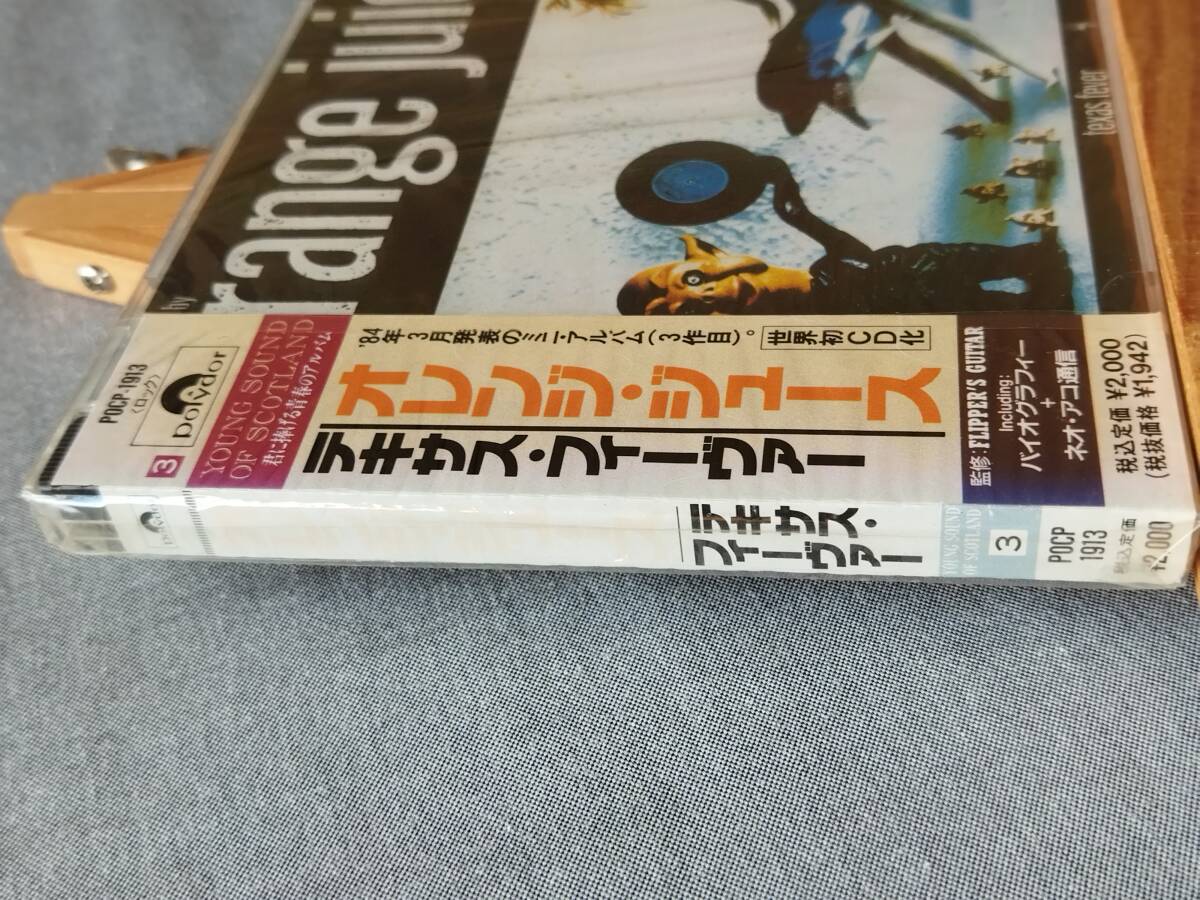 range jui
by
texas fever
POCP-1913
〈ロック〉
polydor
3
YOUNG SOUND
OF SCOTLAND
君に捧げる青春のアルバム
'84年3月発表のミニ・アルバム(3作目)。
世界初CD化
オレンジ・ジュース
テキサス・フィーヴァー
監修:FLIPPER'S GUITAR
Including:
バイオグラフィー
+
ネオ・アコ通信
税込定価 ¥2,000
(税抜価格 ¥1,942)
polydor
テキサス・
フィーヴァー
YOUNG SOUND
OF SCOTLAND
3
POCP
1913
税込定価
¥2,000